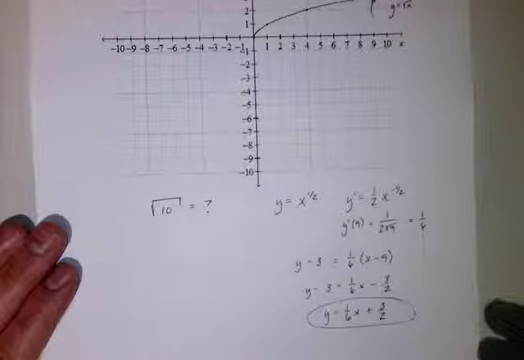 2
1
y=√x
-10 -9 -8 -7 -6 -5 -4 -3 -2 -1 1 2 3 4 5 6 7 8 9 10 x
-1
-2
-3
-4
-5
-6
-7
-8
-9
-10
√10 = ?
y = x^1/2
y' = 1/2 x^-1/2
y'(9) = 1/2√9 = 1/6
y - 3 = 1/6 (x - 9)
y - 3 = 1/6 x - 3/2
y = 1/6 x + 3/2